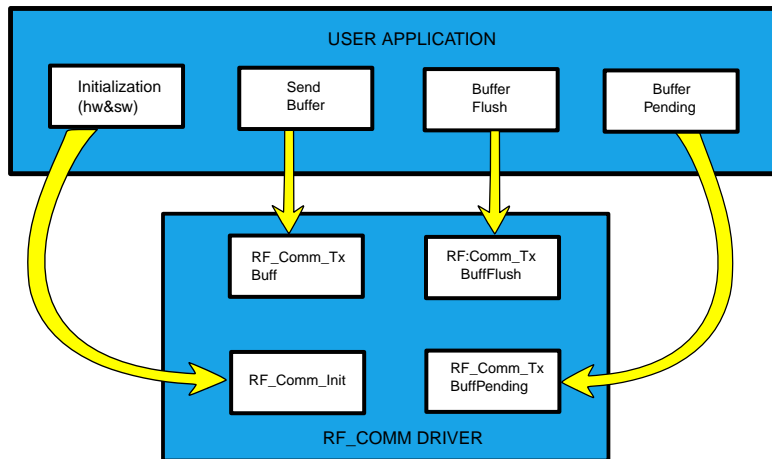 USER APPLICATION
Initialization
(hw&sw)
Send
Buffer
Buffer
Flush
Buffer
Pending
RF_Comm_Tx
Buff
RF:Comm_Tx
BuffFlush
RF_Comm_Init
RF_Comm_Tx
BuffPending
RF_COMM DRIVER